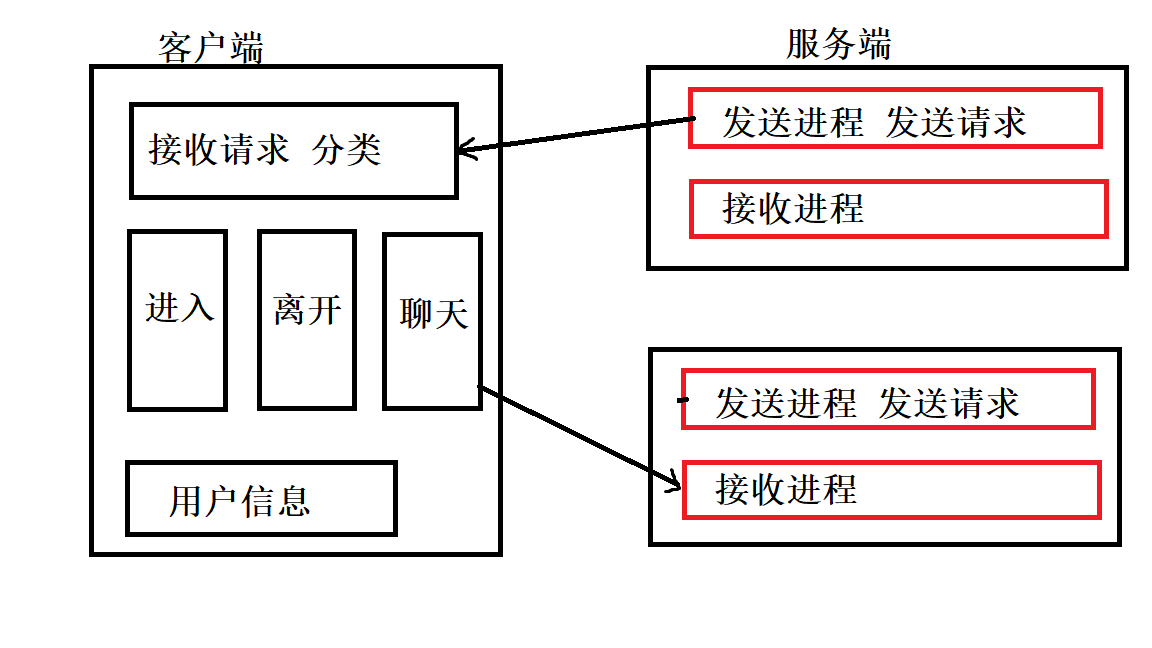 客户端
接收请求 分类
进入
离开
聊天
用户信息
服务端
发送进程 发送请求
接收进程
发送进程 发送请求
接收进程